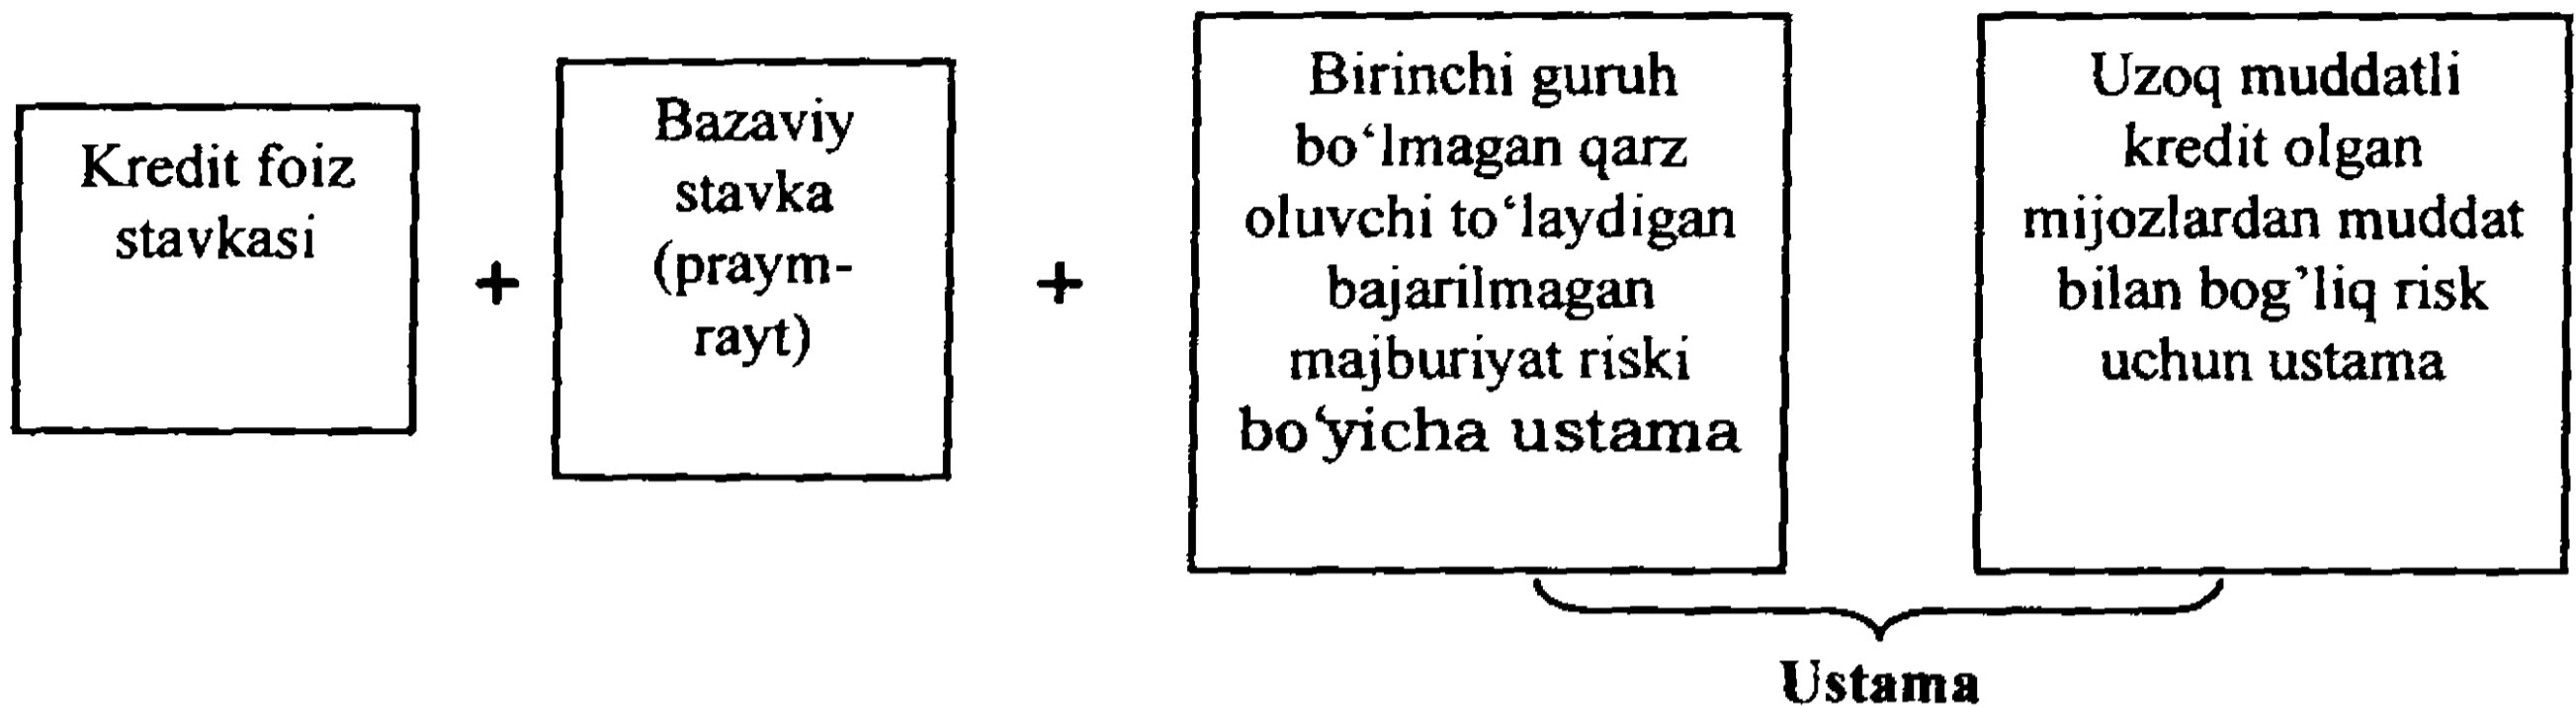 Kredit foiz
stavkasi
+
Bazaviy
stavka
(praym-
rayt)
+
Birinchi guruh
bo‘lmagan qarz
oluvchi to‘laydigan
bajarilmagan
majburiyat riski
bo‘yicha ustama
Uzoq muddatli
kredit olgan
mijozlardan muddat
bilan bog’liq risk
uchun ustama
Ustama